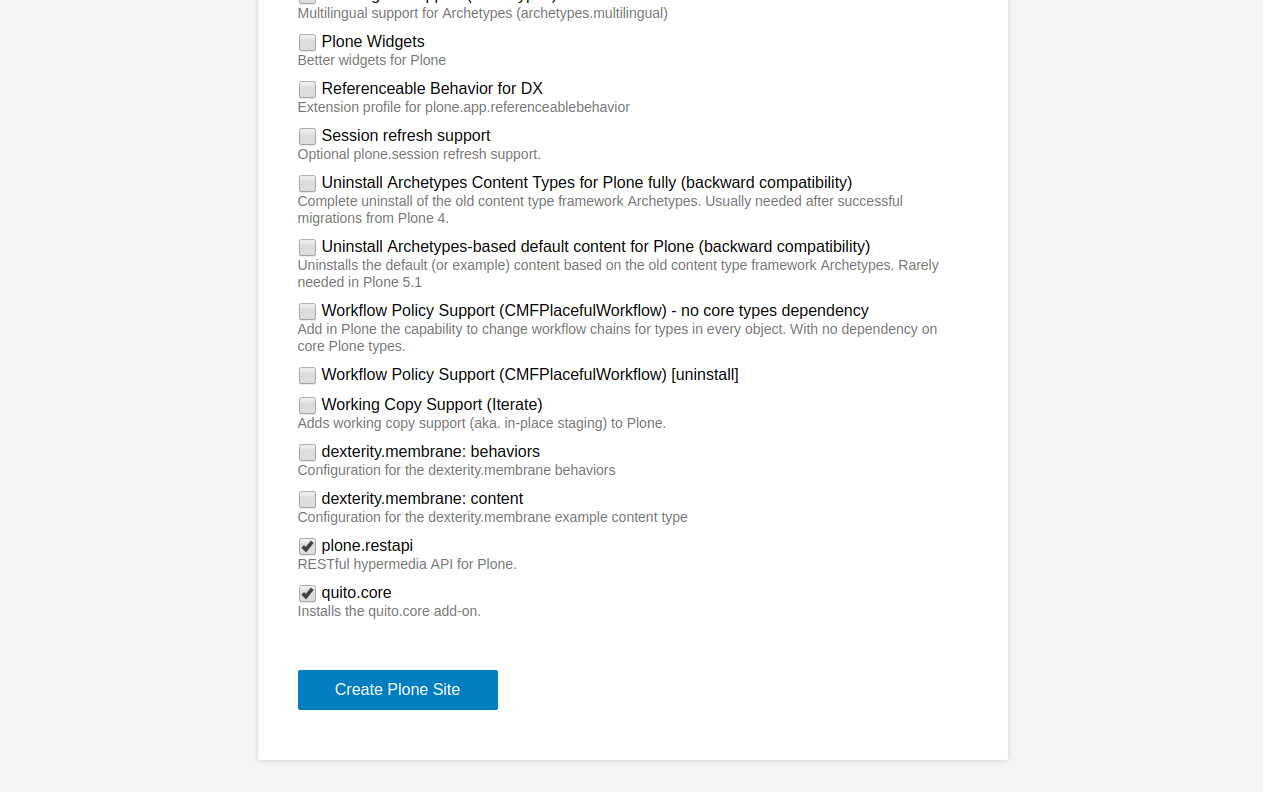 Multilingual support for Archetypes (archetypes.multilingual)
Plone Widgets
Better widgets for Plone
Referenceable Behavior for DX
Extension profile for plone.app.referenceablebehavior
Session refresh support
Optional plone.session refresh support.
Uninstall Archetypes Content Types for Plone fully (backward compatibility)
Complete uninstall of the old content type framework Archetypes. Usually needed after successful
migrations from Plone 4.
Uninstall Archetypes-based default content for Plone (backward compatibility)
Uninstalls the default (or example) content based on the old content type framework Archetypes. Rarely
needed in Plone 5.1
Workflow Policy Support (CMFPlacefulWorkflow) - no core types dependency
Add in Plone the capability to change workflow chains for types in every object. With no dependency on
core Plone types.
Workflow Policy Support (CMFPlacefulWorkflow) [uninstall]
Working Copy Support (Iterate)
Adds working copy support (aka. in-place staging) to Plone.
dexterity.membrane: behaviors
Configuration for the dexterity.membrane behaviors
dexterity.membrane: content
Configuration for the dexterity.membrane example content type
plone.restapi
RESTful hypermedia API for Plone.
quito.core
Installs the quito.core add-on.
Create Plone Site